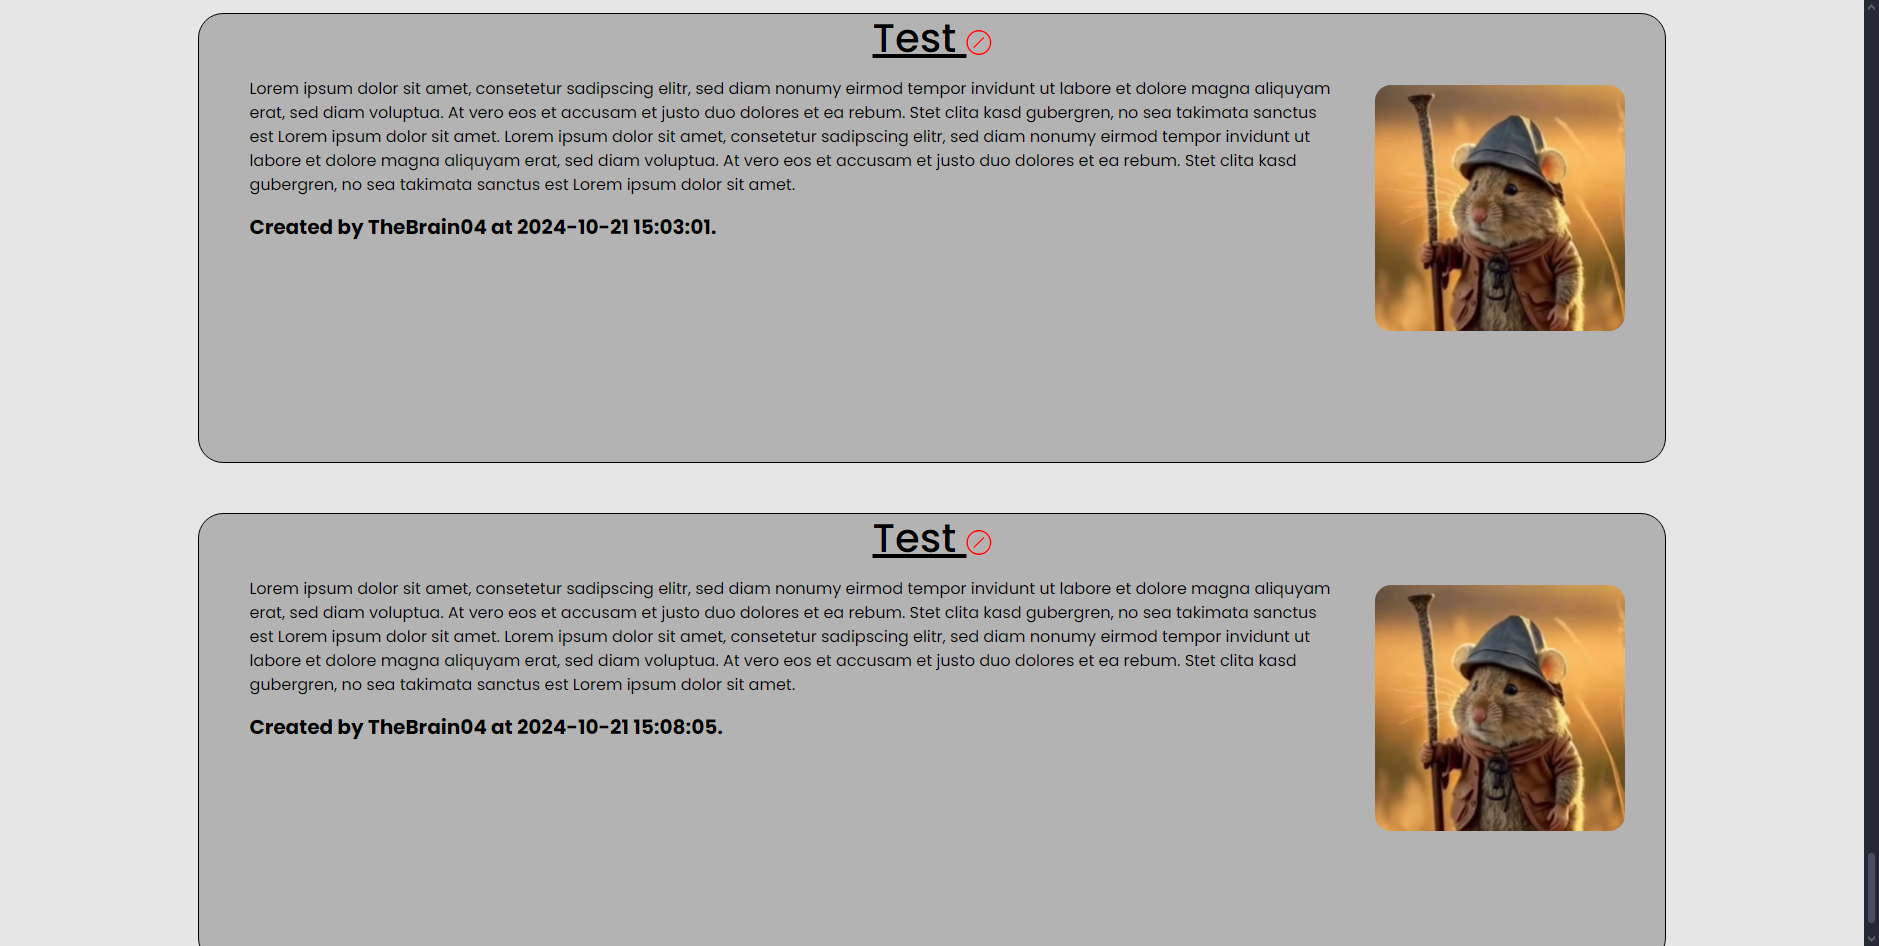 Test
Lorem ipsum dolor sit amet, consetetur sadipscing elitr, sed diam nonumy eirmod tempor invidunt ut labore et dolore magna aliquyam
erat, sed diam voluptua. At vero eos et accusam et justo duo dolores et ea rebum. Stet clita kasd gubergren, no sea takimata sanctus
est Lorem ipsum dolor sit amet. Lorem ipsum dolor sit amet, consetetur sadipscing elitr, sed diam nonumy eirmod tempor invidunt ut
labore et dolore magna aliquyam erat, sed diam voluptua. At vero eos et accusam et justo duo dolores et ea rebum. Stet clita kasd
gubergren, no sea takimata sanctus est Lorem ipsum dolor sit amet.
Created by TheBrain04 at 2024-10-21 15:03:01.
Test
Lorem ipsum dolor sit amet, consetetur sadipscing elitr, sed diam nonumy eirmod tempor invidunt ut labore et dolore magna aliquyam
erat, sed diam voluptua. At vero eos et accusam et justo duo dolores et ea rebum. Stet clita kasd gubergren, no sea takimata sanctus
est Lorem ipsum dolor sit amet. Lorem ipsum dolor sit amet, consetetur sadipscing elitr, sed diam nonumy eirmod tempor invidunt ut
labore et dolore magna aliquyam erat, sed diam voluptua. At vero eos et accusam et justo duo dolores et ea rebum. Stet clita kasd
gubergren, no sea takimata sanctus est Lorem ipsum dolor sit amet.
Created by TheBrain04 at 2024-10-21 15:08:05.